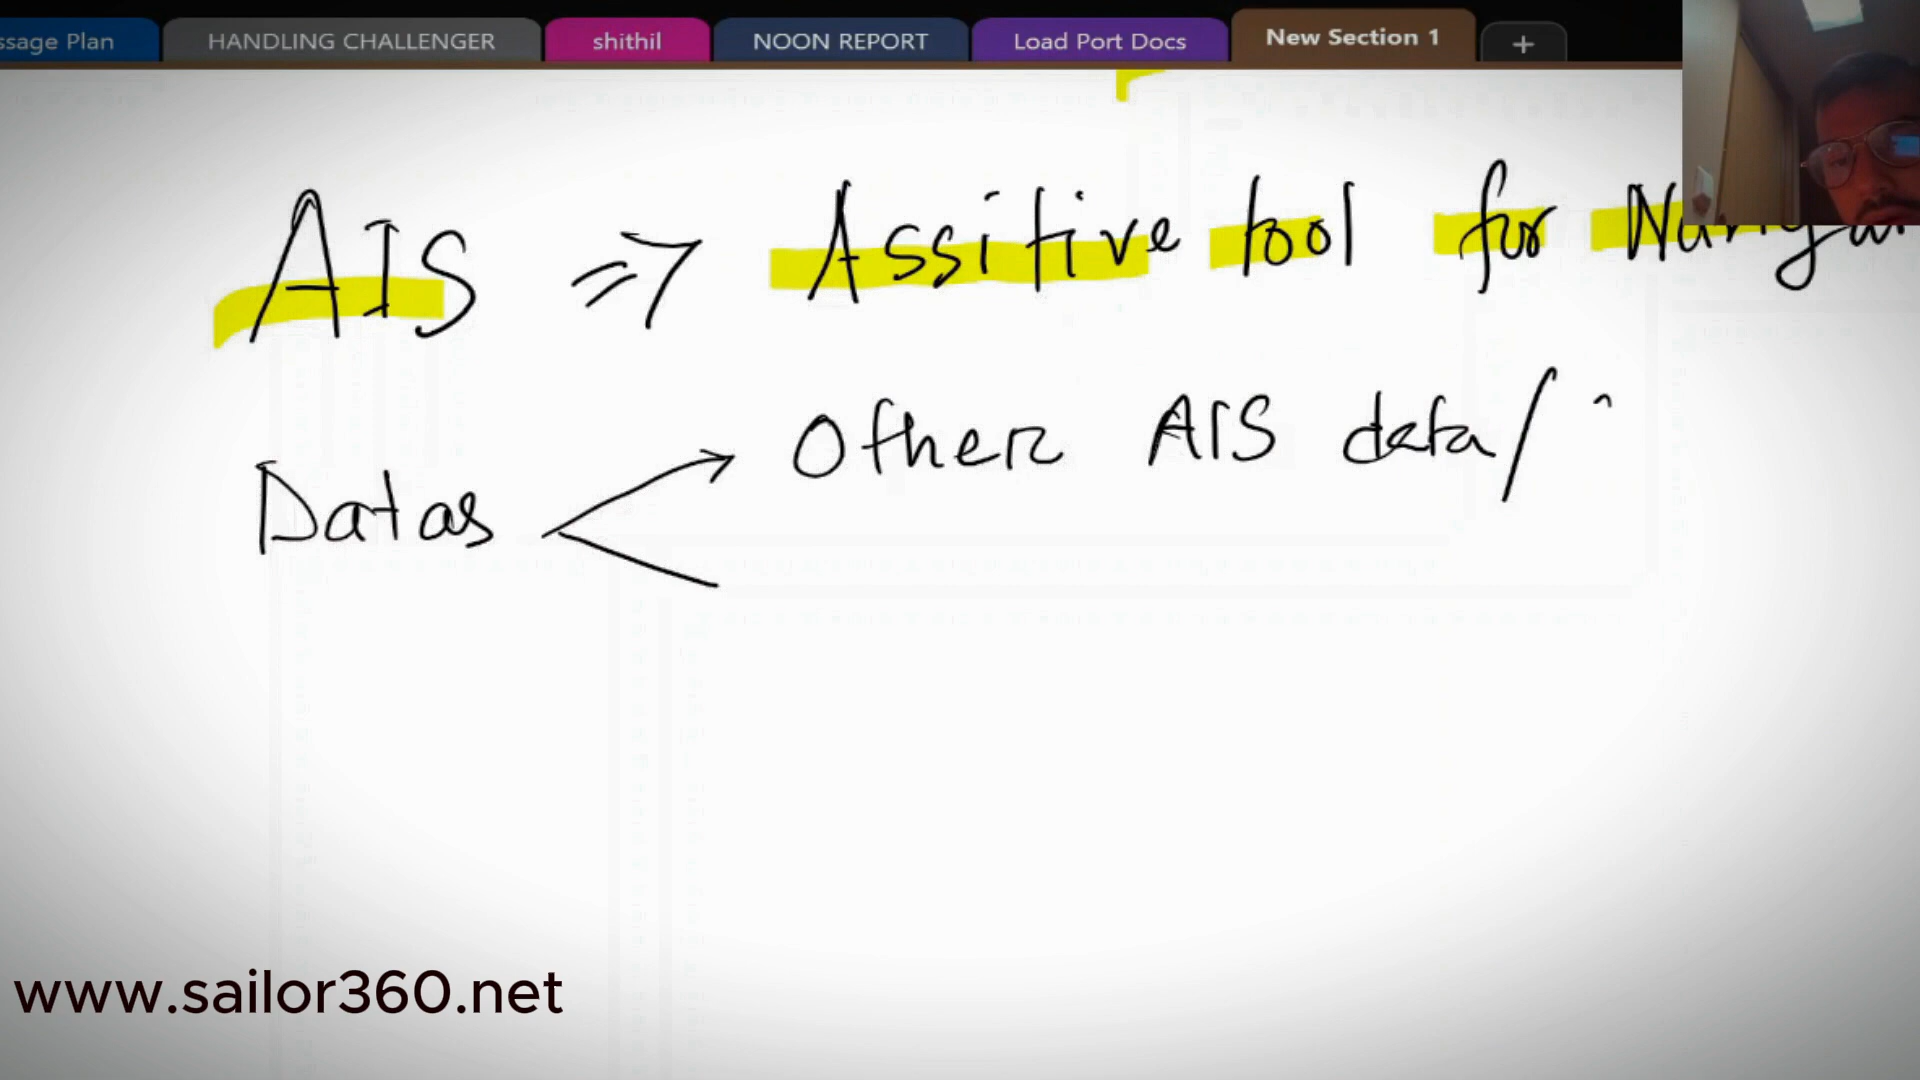 ssage Plan HANDLING CHALLENGER shithil NOON REPORT Load Port Docs New Section 1 +
AIS => Assitive tool for
Datas Other AIS data/
www.sailor360.net